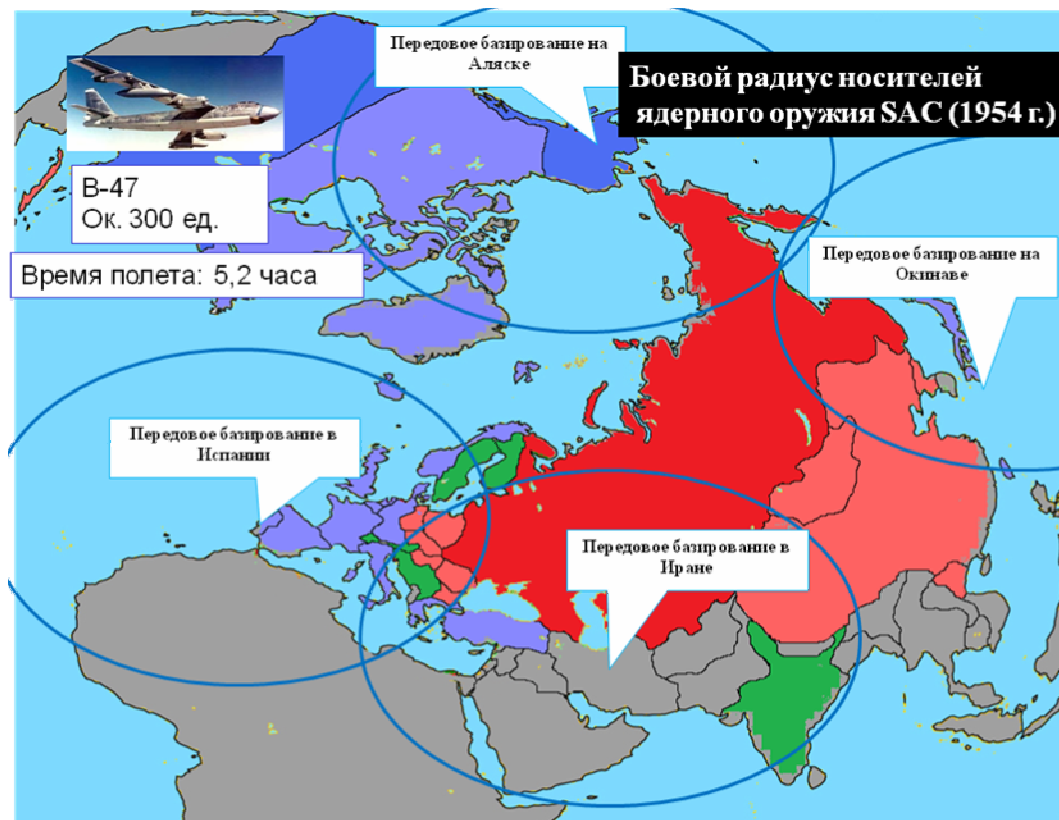 Передовое базирование на
Аляске
Боевой радиус носителей
ядерного оружия SAC (1954 г.)
В-47
Ок. 300 ед.
Время полета: 5,2 часа
Передовое базирование на
Окинаве
Передовое базирование в
Испании
Передовое базирование в
Иране